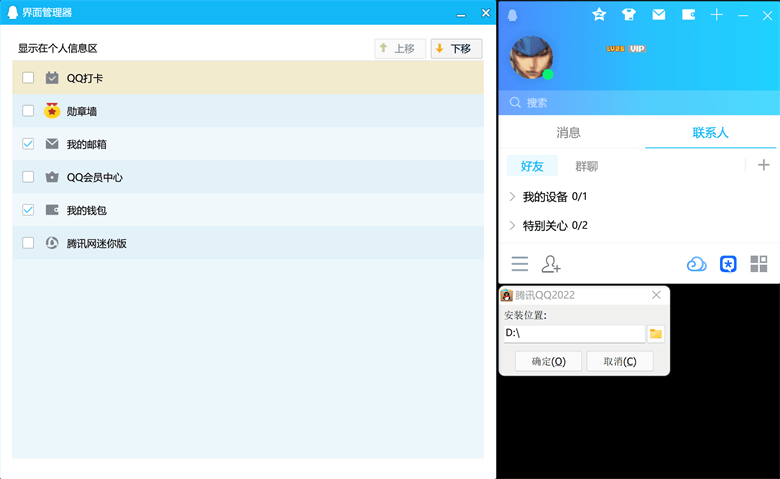 界面管理器
显示在个人信息区
上移
下移
QQ打卡
勋章墙
我的邮箱
QQ会员中心
我的钱包
腾讯网迷你版
LV25 VIP
搜索
消息
联系人
好友
群聊
我的设备 0/1
特别关心 0/2
腾讯QQ2022
安装位置:
D:\
确定(O)
取消(C)